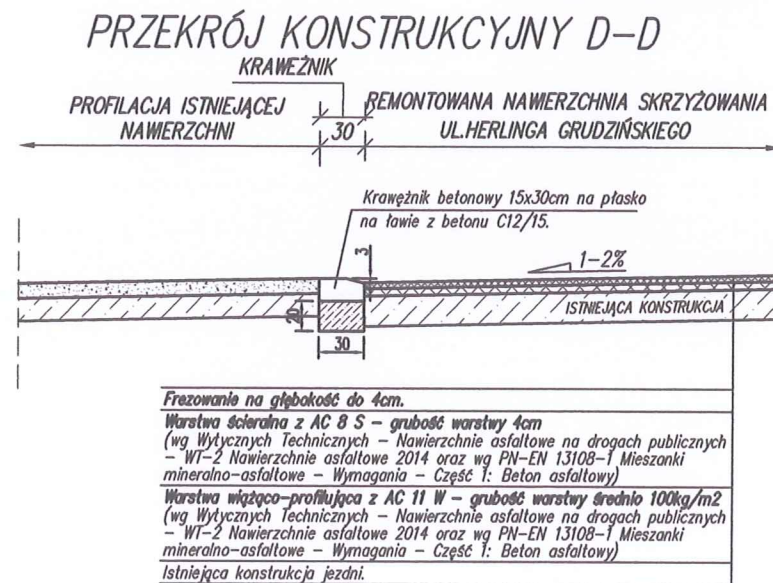 PRZEKRÓJ KONSTRUKCYJNY D-D
KRAWEŻNIK
PROFILACJA ISTNIEJĄCEJ
NAWIERZCHNI
30
REMONTOWANA NAWIERZCHNIA SKRZYŻOWANIA
UL.HERLINGA GRUDZIŃSKIEGO
Krawężnik betonowy 15x30cm na płasko
na ławie z betonu C12/15.
3
1-2%
ISTNIEJĄCA KONSTRUKCJA
20
30
Frezowanie na głębokość do 4cm.
Warstwa ścieralna z AC 8 S - grubość warstwy 4cm
(wg Wytycznych Technicznych - Nawierzchnie asfaltowe na drogach publicznych
- WT-2 Nawierzchnie asfaltowe 2014 oraz wg PN-EN 13108-1 Mieszanki
mineralno-asfaltowe - Wymagania - Część 1: Beton asfaltowy)
Warstwa wiążąco-profilująca z AC 11 W - grubość warstwy średnio 100kg/m2
(wg Wytycznych Technicznych - Nawierzchnie asfaltowe na drogach publicznych
- WT-2 Nawierzchnie asfaltowe 2014 oraz wg PN-EN 13108-1 Mieszanki
mineralno-asfaltowe - Wymagania - Część 1: Beton asfaltowy)
Istniejąca konstrukcja jezdni.